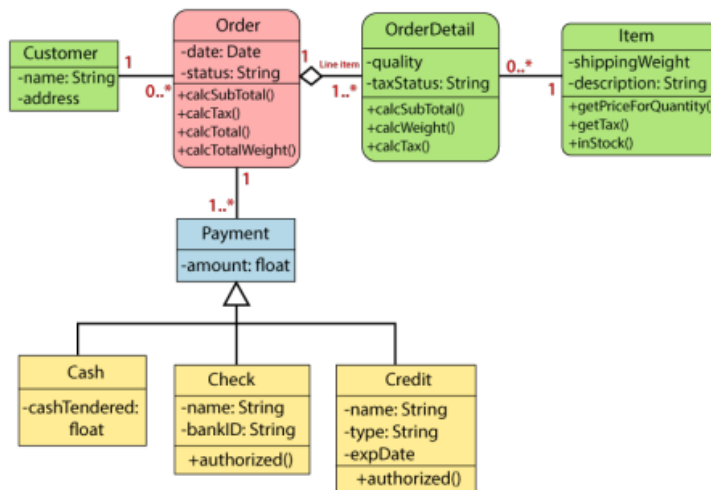 Customer
-name: String
-address
1
0..*
Order
-date: Date
-status: String
+calcSubTotal()
+calcTax()
+calcTotal()
+calcTotalWeight()
1
Line item
1..*
OrderDetail
-quality
-taxStatus: String
+calcSubTotal()
+calcWeight()
+calcTax()
0..*
1
Item
-shippingWeight
-description: String
+getPriceForQuantity()
+getTax()
+inStock()
1
1..*
Payment
-amount: float
Cash
-cashTendered:
float
Check
-name: String
-bankID: String
+authorized()
Credit
-name: String
-type: String
-expDate
+authorized()